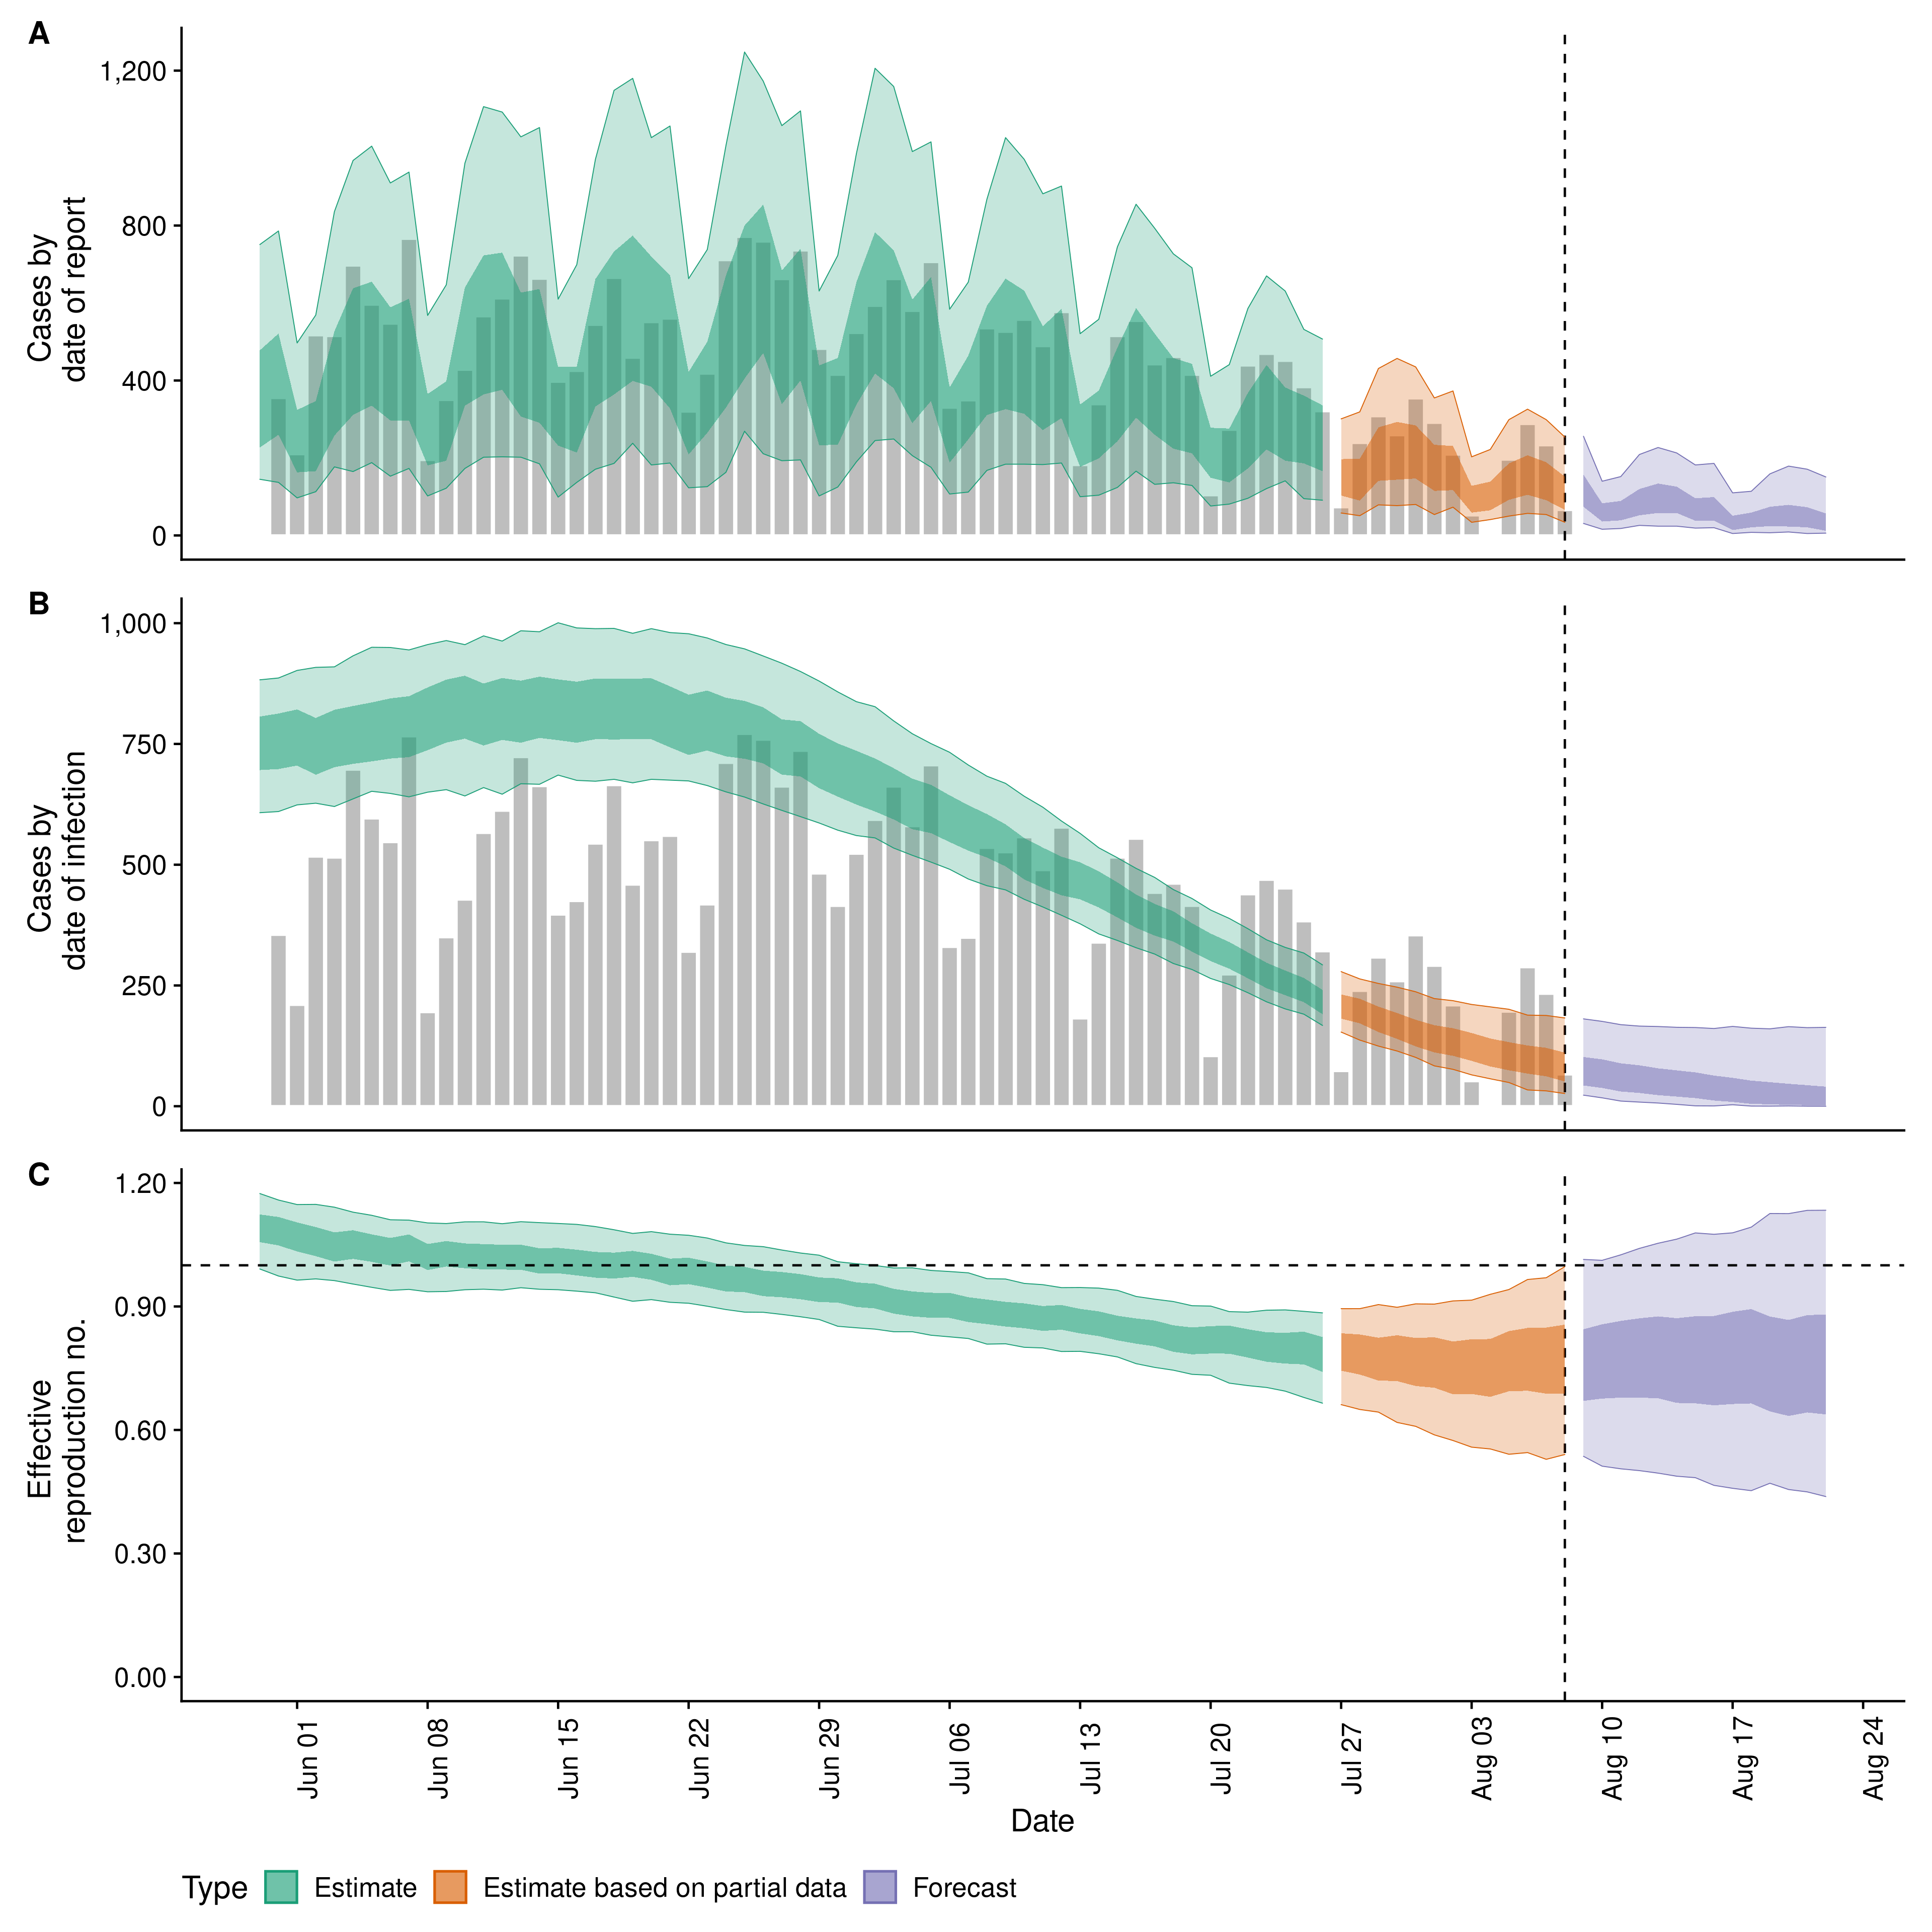 A
Cases by
date of report
1,200
800
400
0
B
Cases by
date of infection
1,000
750
500
250
0
C
Effective
reproduction no.
1.20
0.90
0.60
0.30
0.00
Jun 01
Jun 08
Jun 15
Jun 22
Jun 29
Jul 06
Jul 13
Jul 20
Jul 27
Aug 03
Aug 10
Aug 17
Aug 24
Date
Type Estimate Estimate based on partial data Forecast